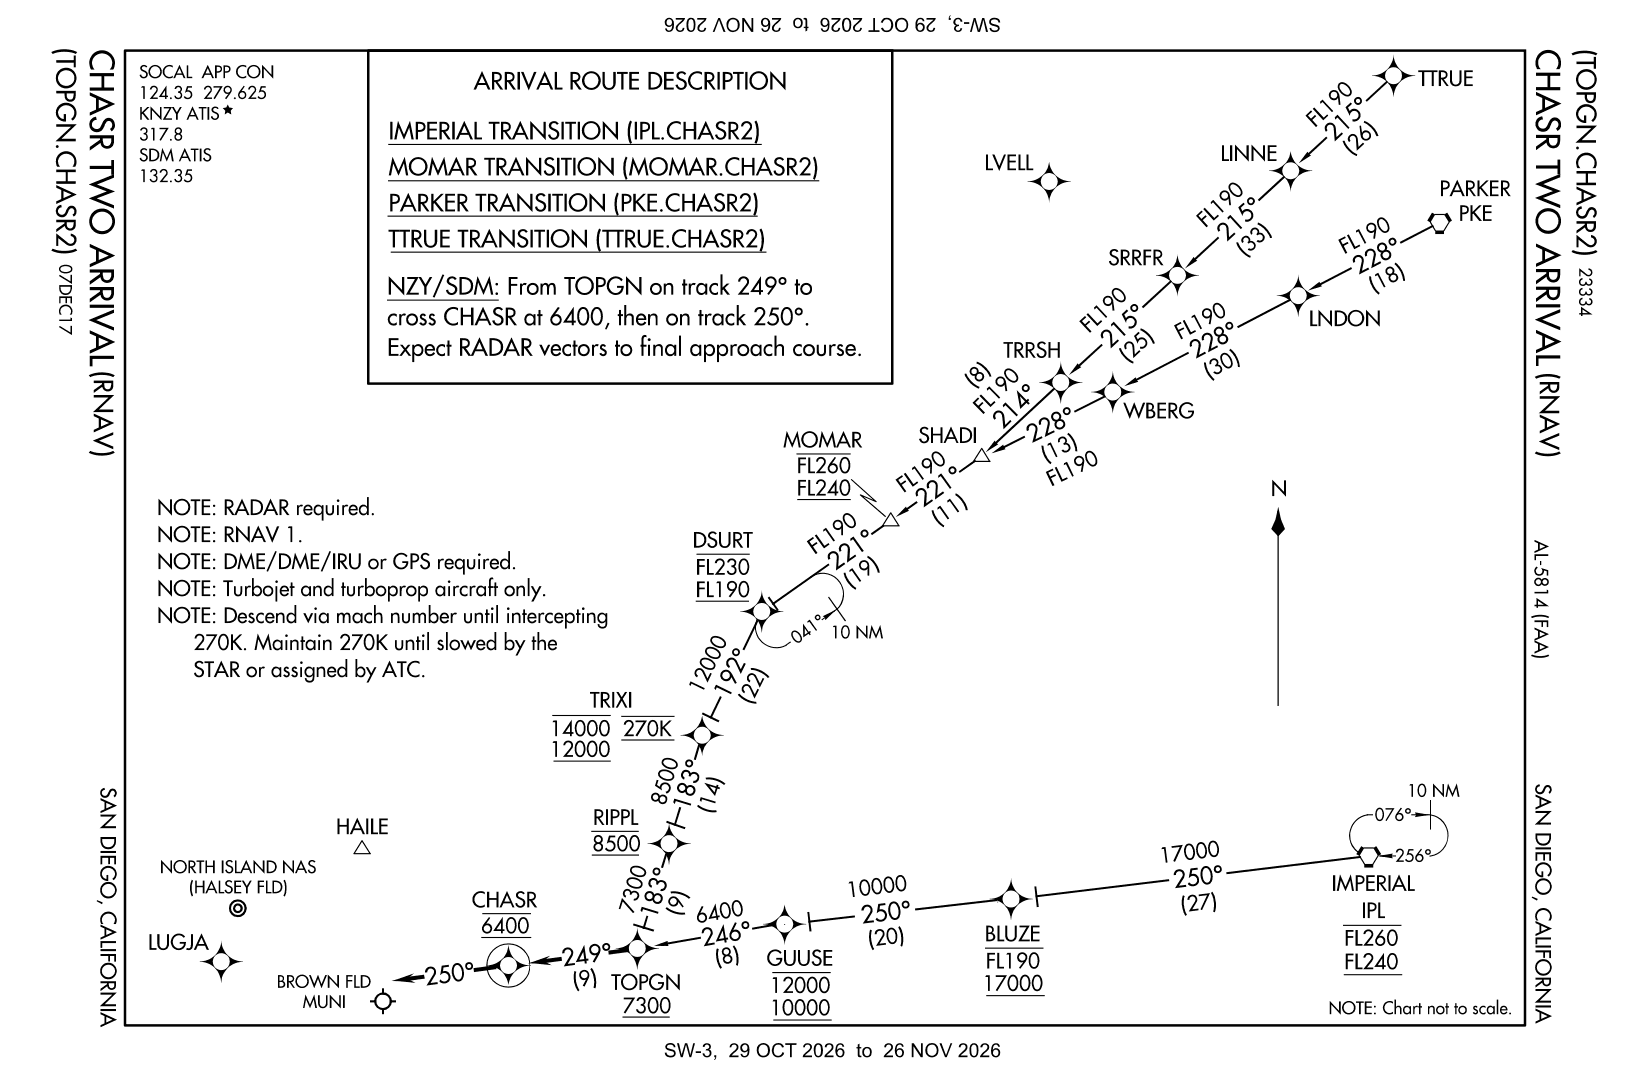 SW-3, 29 OCT 2026 to 26 NOV 2026
CHASR TWO ARRIVAL (RNAV)
(TOPGN.CHASR2) 07DEC17
SAN DIEGO, CALIFORNIA
SOCAL APP CON
124.35 279.625
KNZY ATIS★
317.8
SDM ATIS
132.35
ARRIVAL ROUTE DESCRIPTION
IMPERIAL TRANSITION (IPL.CHASR2)
MOMAR TRANSITION (MOMAR.CHASR2)
PARKER TRANSITION (PKE.CHASR2)
TTRUE TRANSITION (TTRUE.CHASR2)
NZY/SDM: From TOPGN on track 249° to
cross CHASR at 6400, then on track 250°.
Expect RADAR vectors to final approach course.
TTRUE
FL190
215°
(26)
LINNE
LVELL
FL190
215°
(33)
PARKER
PKE
FL190
228°
(18)
SRRFR
LNDON
FL190
215°
(25)
FL190
228°
(30)
TRRSH
(8)
FL190
214°
WBERG
228°
(13)
FL190
SHADI
MOMAR
FL260
FL240
FL190
221°
(11)
FL190
221°
(19)
DSURT
FL230
FL190
041°
10 NM
N
NOTE: RADAR required.
NOTE: RNAV 1.
NOTE: DME/DME/IRU or GPS required.
NOTE: Turbojet and turboprop aircraft only.
NOTE: Descend via mach number until intercepting
270K. Maintain 270K until slowed by the
STAR or assigned by ATC.
12000
192°
(22)
TRIXI
14000 270K
12000
8500
183°
(14)
RIPPL
8500
7300
183°
(9)
HAILE
NORTH ISLAND NAS
(HALSEY FLD)
LUGJA
BROWN FLD
MUNI
250°
CHASR
6400
249°
(9)
TOPGN
7300
6400
246°
(8)
GUUSE
12000
10000
10000
250°
(20)
BLUZE
FL190
17000
17000
250°
(27)
10 NM
076°
256°
IMPERIAL
IPL
FL260
FL240
NOTE: Chart not to scale.
(TOPGN.CHASR2) 23334
CHASR TWO ARRIVAL (RNAV)
AL-5814 (FAA)
SAN DIEGO, CALIFORNIA
SW-3, 29 OCT 2026 to 26 NOV 2026